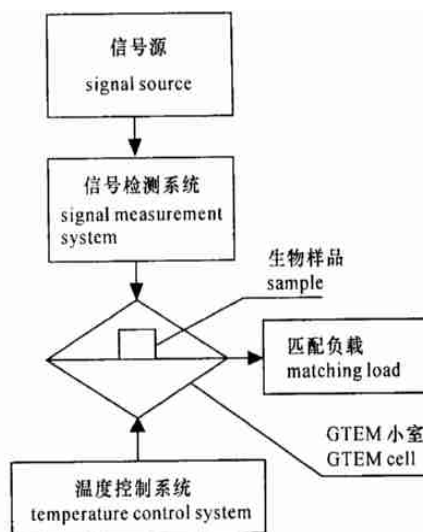 信号源
signal source
信号检测系统
signal measurement
system
生物样品
sample
匹配负载
matching load
GTEM 小室
GTEM cell
温度控制系统
temperature control system